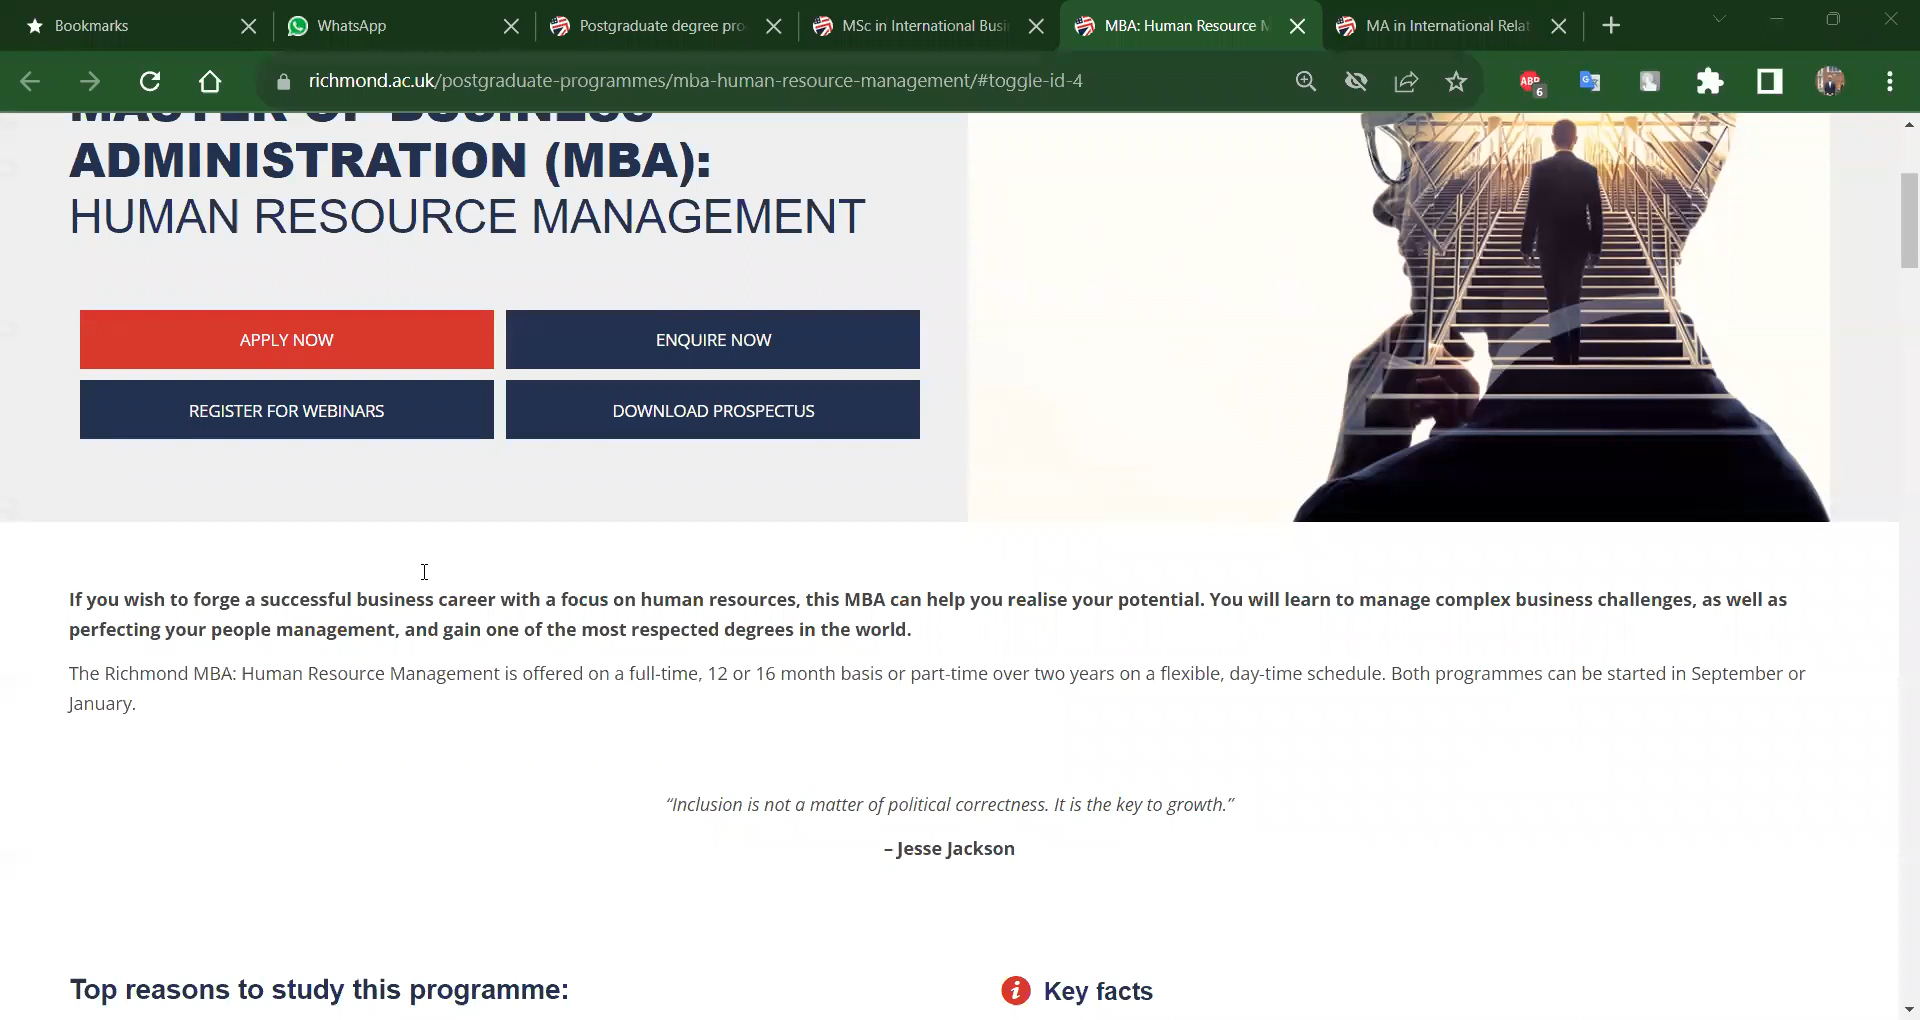 Bookmarks
WhatsApp
Postgraduate degree pro
MSc in International Busi
MBA: Human Resource M
MA in International Relat
richmond.ac.uk/postgraduate-programmes/mba-human-resource-management/#toggle-id-4
ABP
6
MASTER OF BUSINESS
ADMINISTRATION (MBA):
HUMAN RESOURCE MANAGEMENT
APPLY NOW
ENQUIRE NOW
REGISTER FOR WEBINARS
DOWNLOAD PROSPECTUS
If you wish to forge a successful business career with a focus on human resources, this MBA can help you realise your potential. You will learn to manage complex business challenges, as well as
perfecting your people management, and gain one of the most respected degrees in the world.
The Richmond MBA: Human Resource Management is offered on a full-time, 12 or 16 month basis or part-time over two years on a flexible, day-time schedule. Both programmes can be started in September or
January.
“Inclusion is not a matter of political correctness. It is the key to growth.”
– Jesse Jackson
Top reasons to study this programme:
Key facts